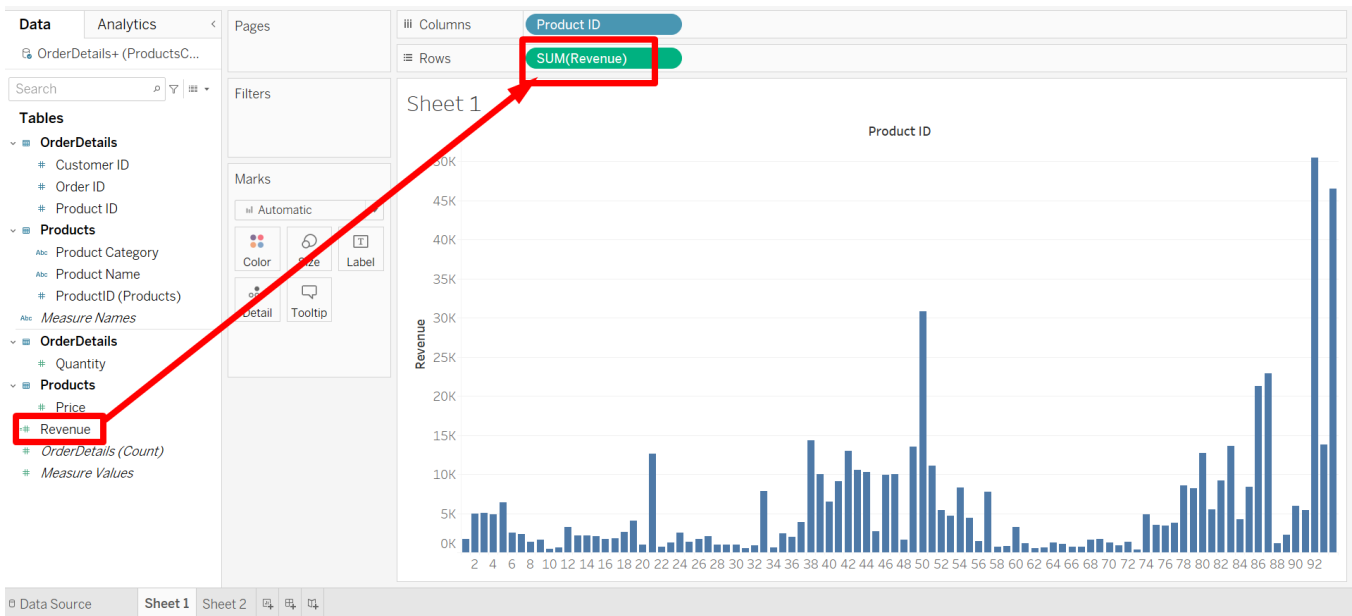 Data
Analytics
OrderDetails+ (ProductsC...
Search
Tables
OrderDetails
# Customer ID
# Order ID
# Product ID
Products
Abc Product Category
Abc Product Name
# ProductID (Products)
Abc Measure Names
OrderDetails
# Quantity
Products
# Price
=# Revenue
# OrderDetails (Count)
# Measure Values
Pages
Filters
Marks
Automatic
Color
Size
T
Label
Detail
Tooltip
iii Columns
Product ID
Rows
SUM(Revenue)
Sheet 1
Product ID
Revenue
50K
45K
40K
35K
30K
25K
20K
15K
10K
5K
0K
2 4 6 8 10 12 14 16 18 20 22 24 26 28 30 32 34 36 38 40 42 44 46 48 50 52 54 56 58 60 62 64 66 68 70 72 74 76 78 80 82 84 86 88 90 92
Data Source
Sheet 1
Sheet 2